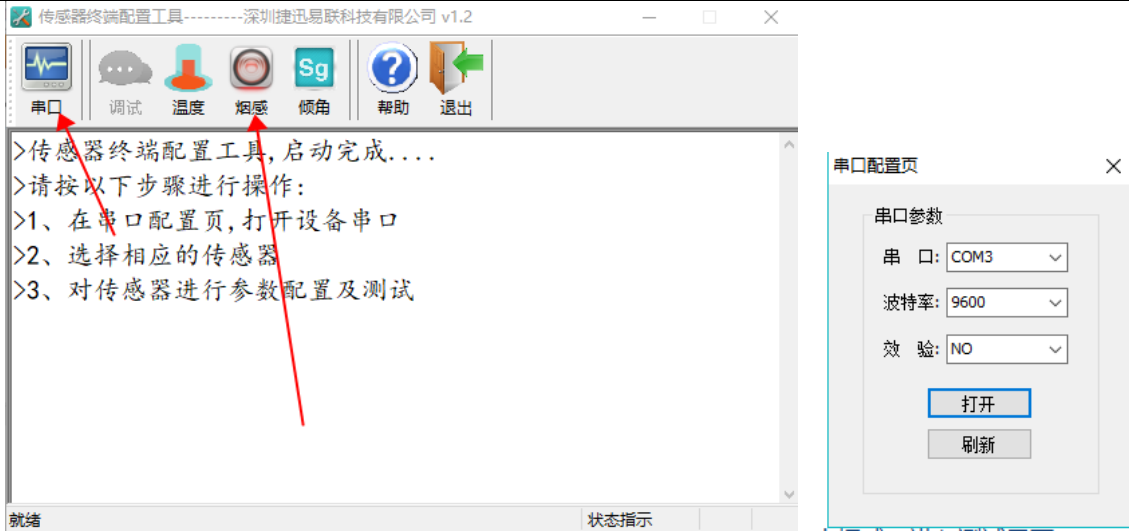 传感器终端配置工具---------深圳捷迅易联科技有限公司 v1.2
串口 调试 温度 烟感 Sg 倾角 帮助 退出
>传感器终端配置工具,启动完成....
>请按以下步骤进行操作:
>1、在串口配置页,打开设备串口
>2、选择相应的传感器
>3、对传感器进行参数配置及测试
就绪 状态指示
串口配置页
串口参数
串 口: COM3
波特率: 9600
效 验: NO
打开
刷新